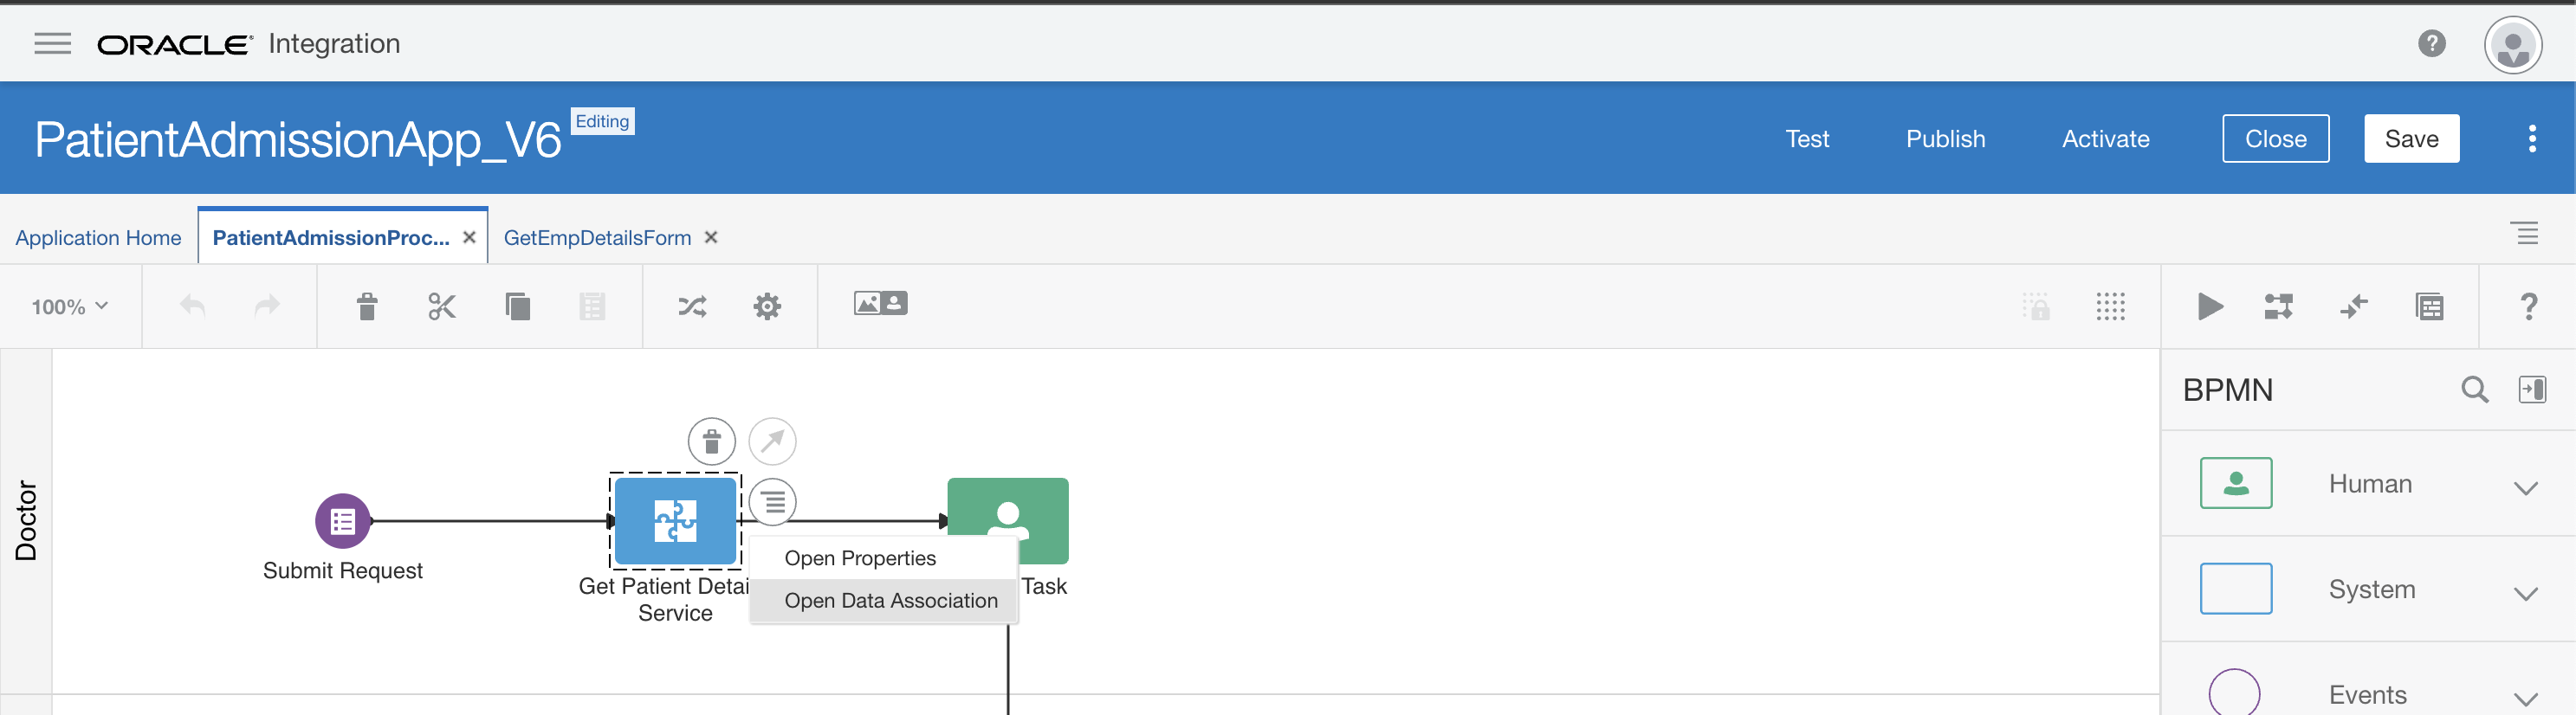 ORACLE Integration
PatientAdmissionApp_V6 Editing
Test Publish Activate Close Save
Application Home PatientAdmissionProc... GetEmpDetailsForm
100%
BPMN
Human
System
Events
Doctor
Submit Request
Get Patient Detai
Service
Open Properties
Open Data Association
Task